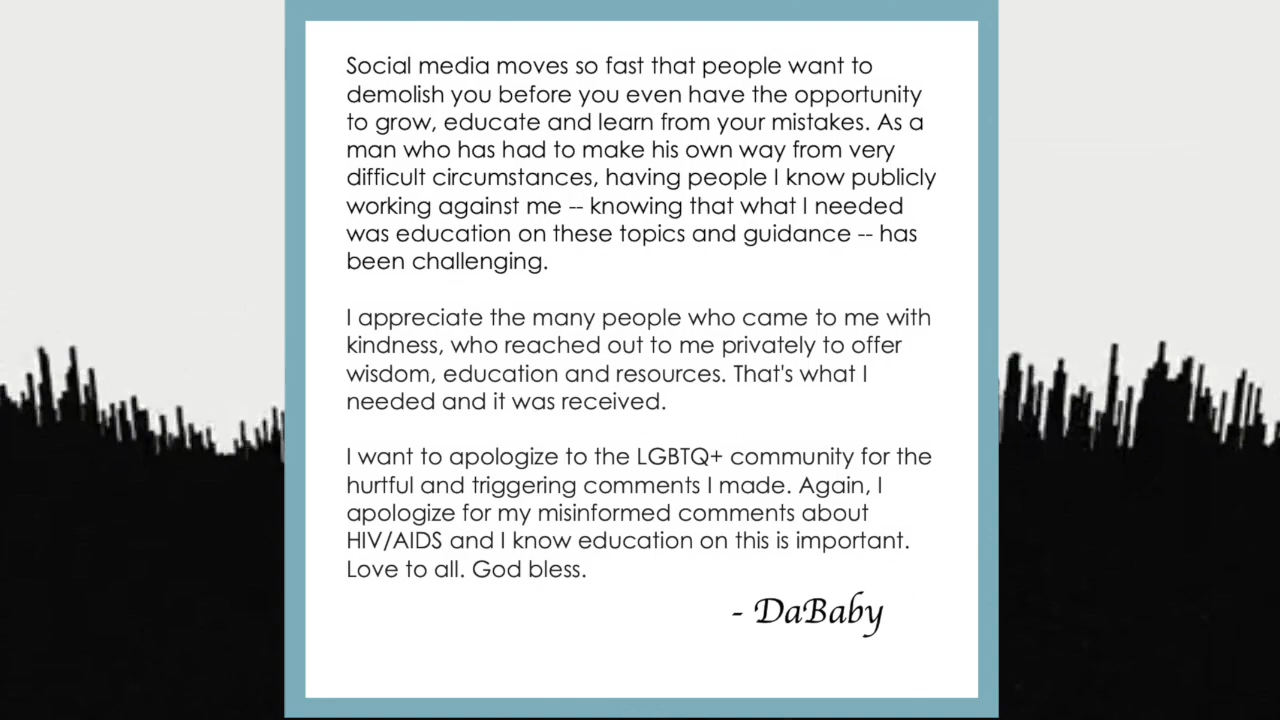 Social media moves so fast that people want to
demolish you before you even have the opportunity
to grow, educate and learn from your mistakes. As a
man who has had to make his own way from very
difficult circumstances, having people I know publicly
working against me -- knowing that what I needed
was education on these topics and guidance -- has
been challenging.
I appreciate the many people who came to me with
kindness, who reached out to me privately to offer
wisdom, education and resources. That's what I
needed and it was received.
I want to apologize to the LGBTQ+ community for the
hurtful and triggering comments I made. Again, I
apologize for my misinformed comments about
HIV/AIDS and I know education on this is important.
Love to all. God bless.
- DaBaby